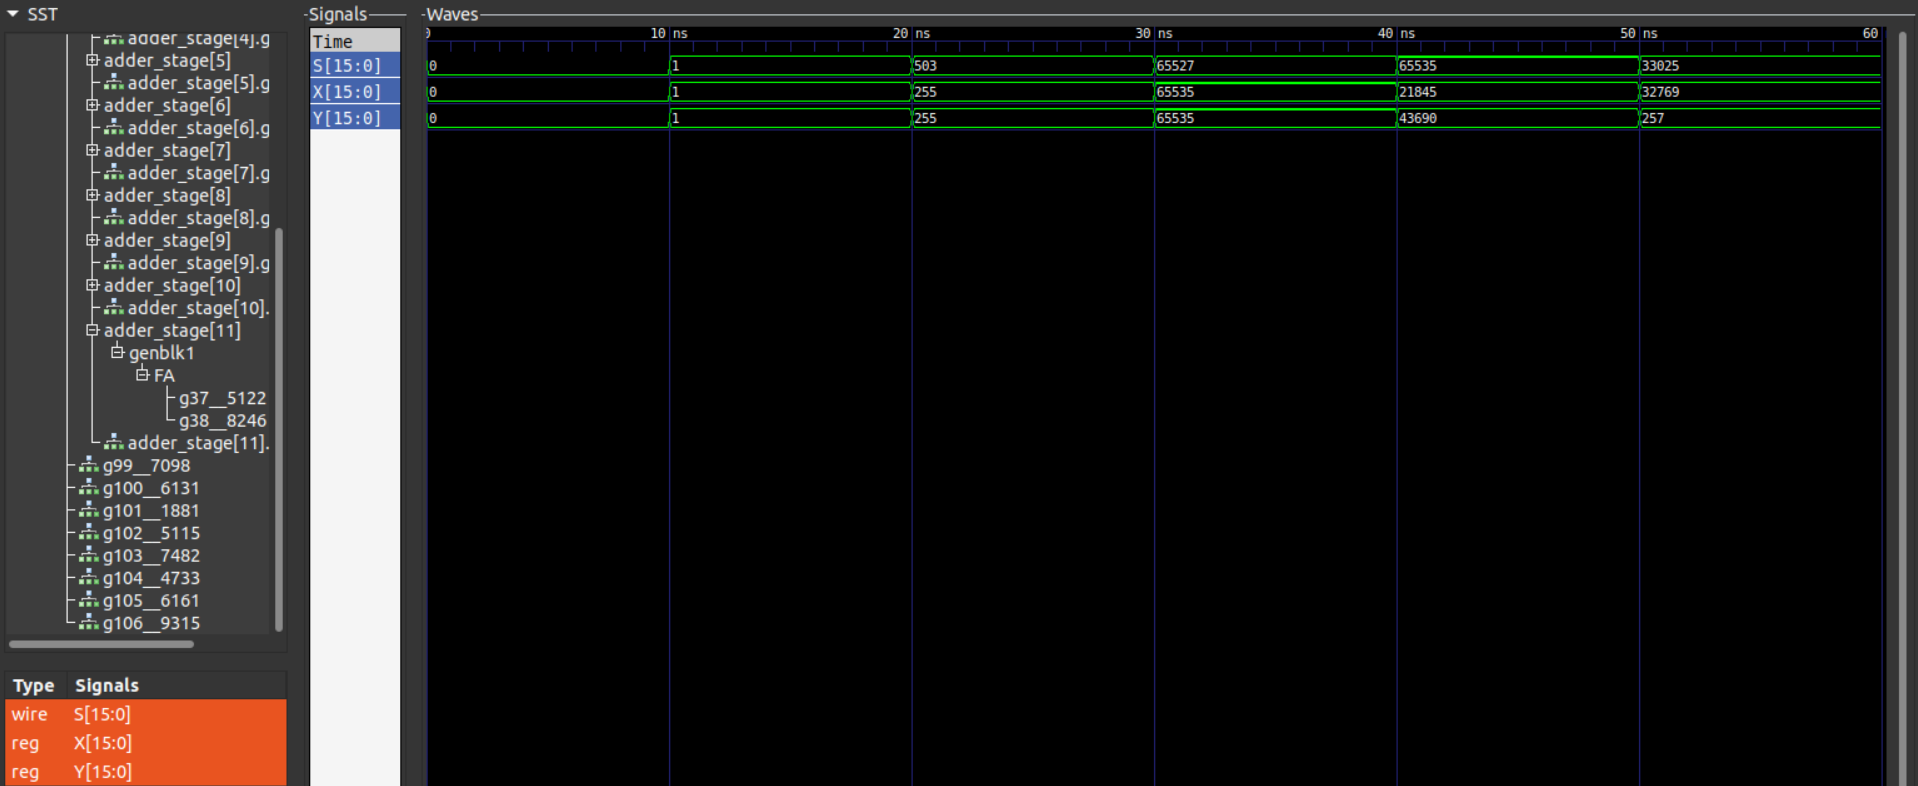 SST
adder_stage[4].g
adder_stage[5]
adder_stage[5].g
adder_stage[6]
adder_stage[6].g
adder_stage[7]
adder_stage[7].g
adder_stage[8]
adder_stage[8].g
adder_stage[9]
adder_stage[9].g
adder_stage[10]
adder_stage[10].
adder_stage[11]
genblk1
FA
g37__5122
g38__8246
adder_stage[11].
g99__7098
g100__6131
g101__1881
g102__5115
g103__7482
g104__4733
g105__6161
g106__9315
Type Signals
wire S[15:0]
reg X[15:0]
reg Y[15:0]
Signals
Time
S[15:0]
X[15:0]
Y[15:0]
Waves
0 10 ns 20 ns 30 ns 40 ns 50 ns 60
0 1 503 65527 65535 33025
0 1 255 65535 21845 32769
0 1 255 65535 43690 257